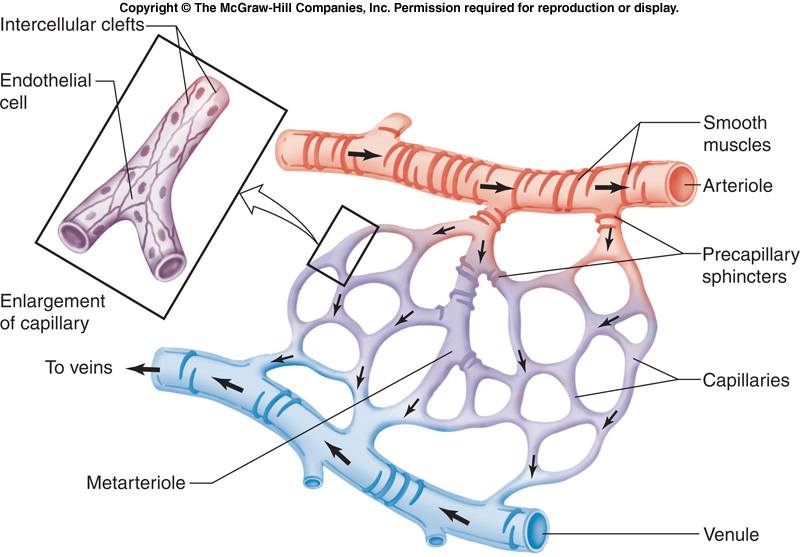 Copyright © The McGraw-Hill Companies, Inc. Permission required for reproduction or display.
Intercellular clefts
Endothelial
cell
Smooth
muscles
Arteriole
Precapillary
sphincters
Enlargement
of capillary
To veins
Capillaries
Metarteriole
Venule